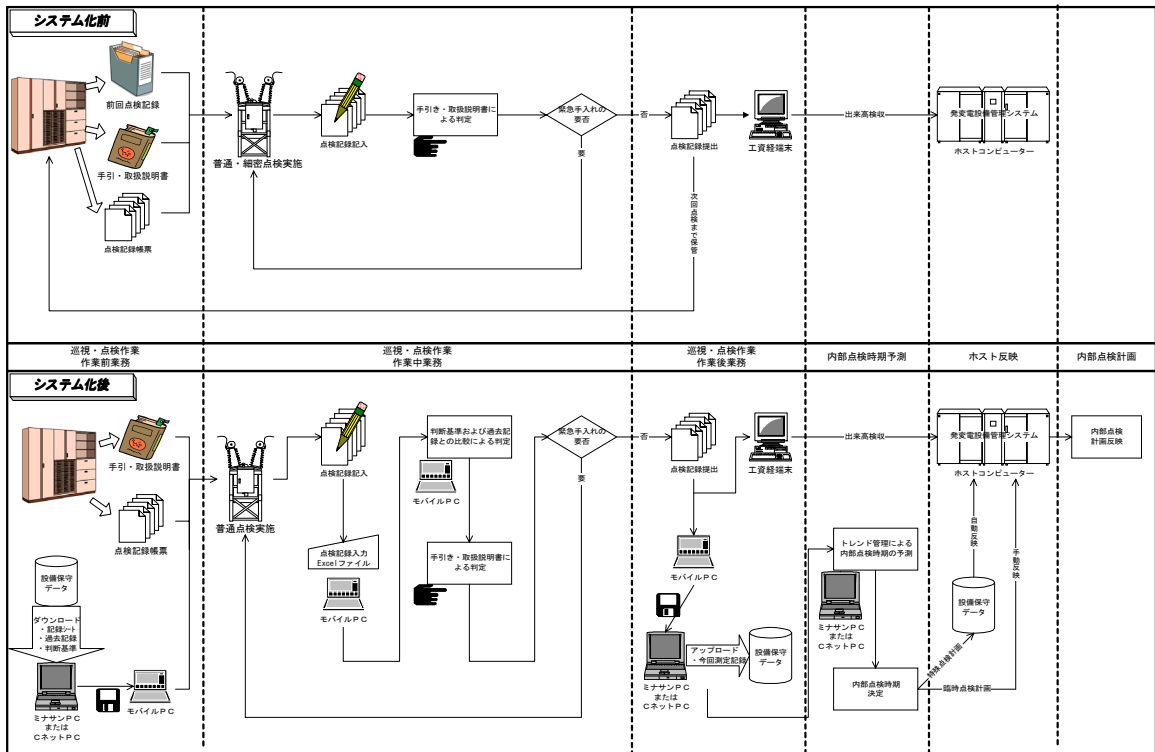 システム化前
前回点検記録
手引・取扱説明書
点検記録帳票
普通・細密点検実施
点検記録記入
手引き・取扱説明書に
よる判定
緊急手入れの
要否
否
要
点検記録提出
次回点検まで保管
工資経端末
出来高検収
発変電設備管理システム
ホストコンピューター
巡視・点検作業
作業前業務
巡視・点検作業
作業中業務
巡視・点検作業
作業後業務
内部点検時期予測
ホスト反映
内部点検計画
システム化後
手引・取扱説明書
点検記録帳票
設備保守
データ
ダウンロード
・記録シート
・過去記録
・判断基準
ミナサンPC
または
CネットPC
モバイルPC
普通点検実施
点検記録記入
点検記録入力
Excelファイル
モバイルPC
判断基準および過去記
録との比較による判定
モバイルPC
手引き・取扱説明書に
よる判定
緊急手入れの
要否
否
要
点検記録提出
工資経端末
モバイルPC
ミナサンPC
または
CネットPC
アップロード
・今回測定記録
設備保守
データ
出来高検収
トレンド管理による
内部点検時期の予測
ミナサンPC
または
CネットPC
内部点検時期
決定
特殊点検計画
臨時点検計画
設備保守
データ
自動反映
手動反映
発変電設備管理システム
ホストコンピューター
内部点検
計画反映